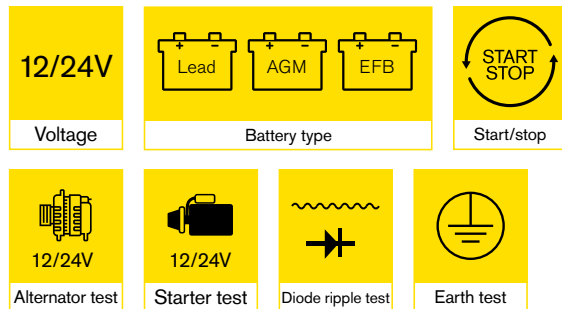 12/24V
Voltage
Lead
AGM
EFB
Battery type
START
STOP
Start/stop
12/24V
Alternator test
12/24V
Starter test
Diode ripple test
Earth test